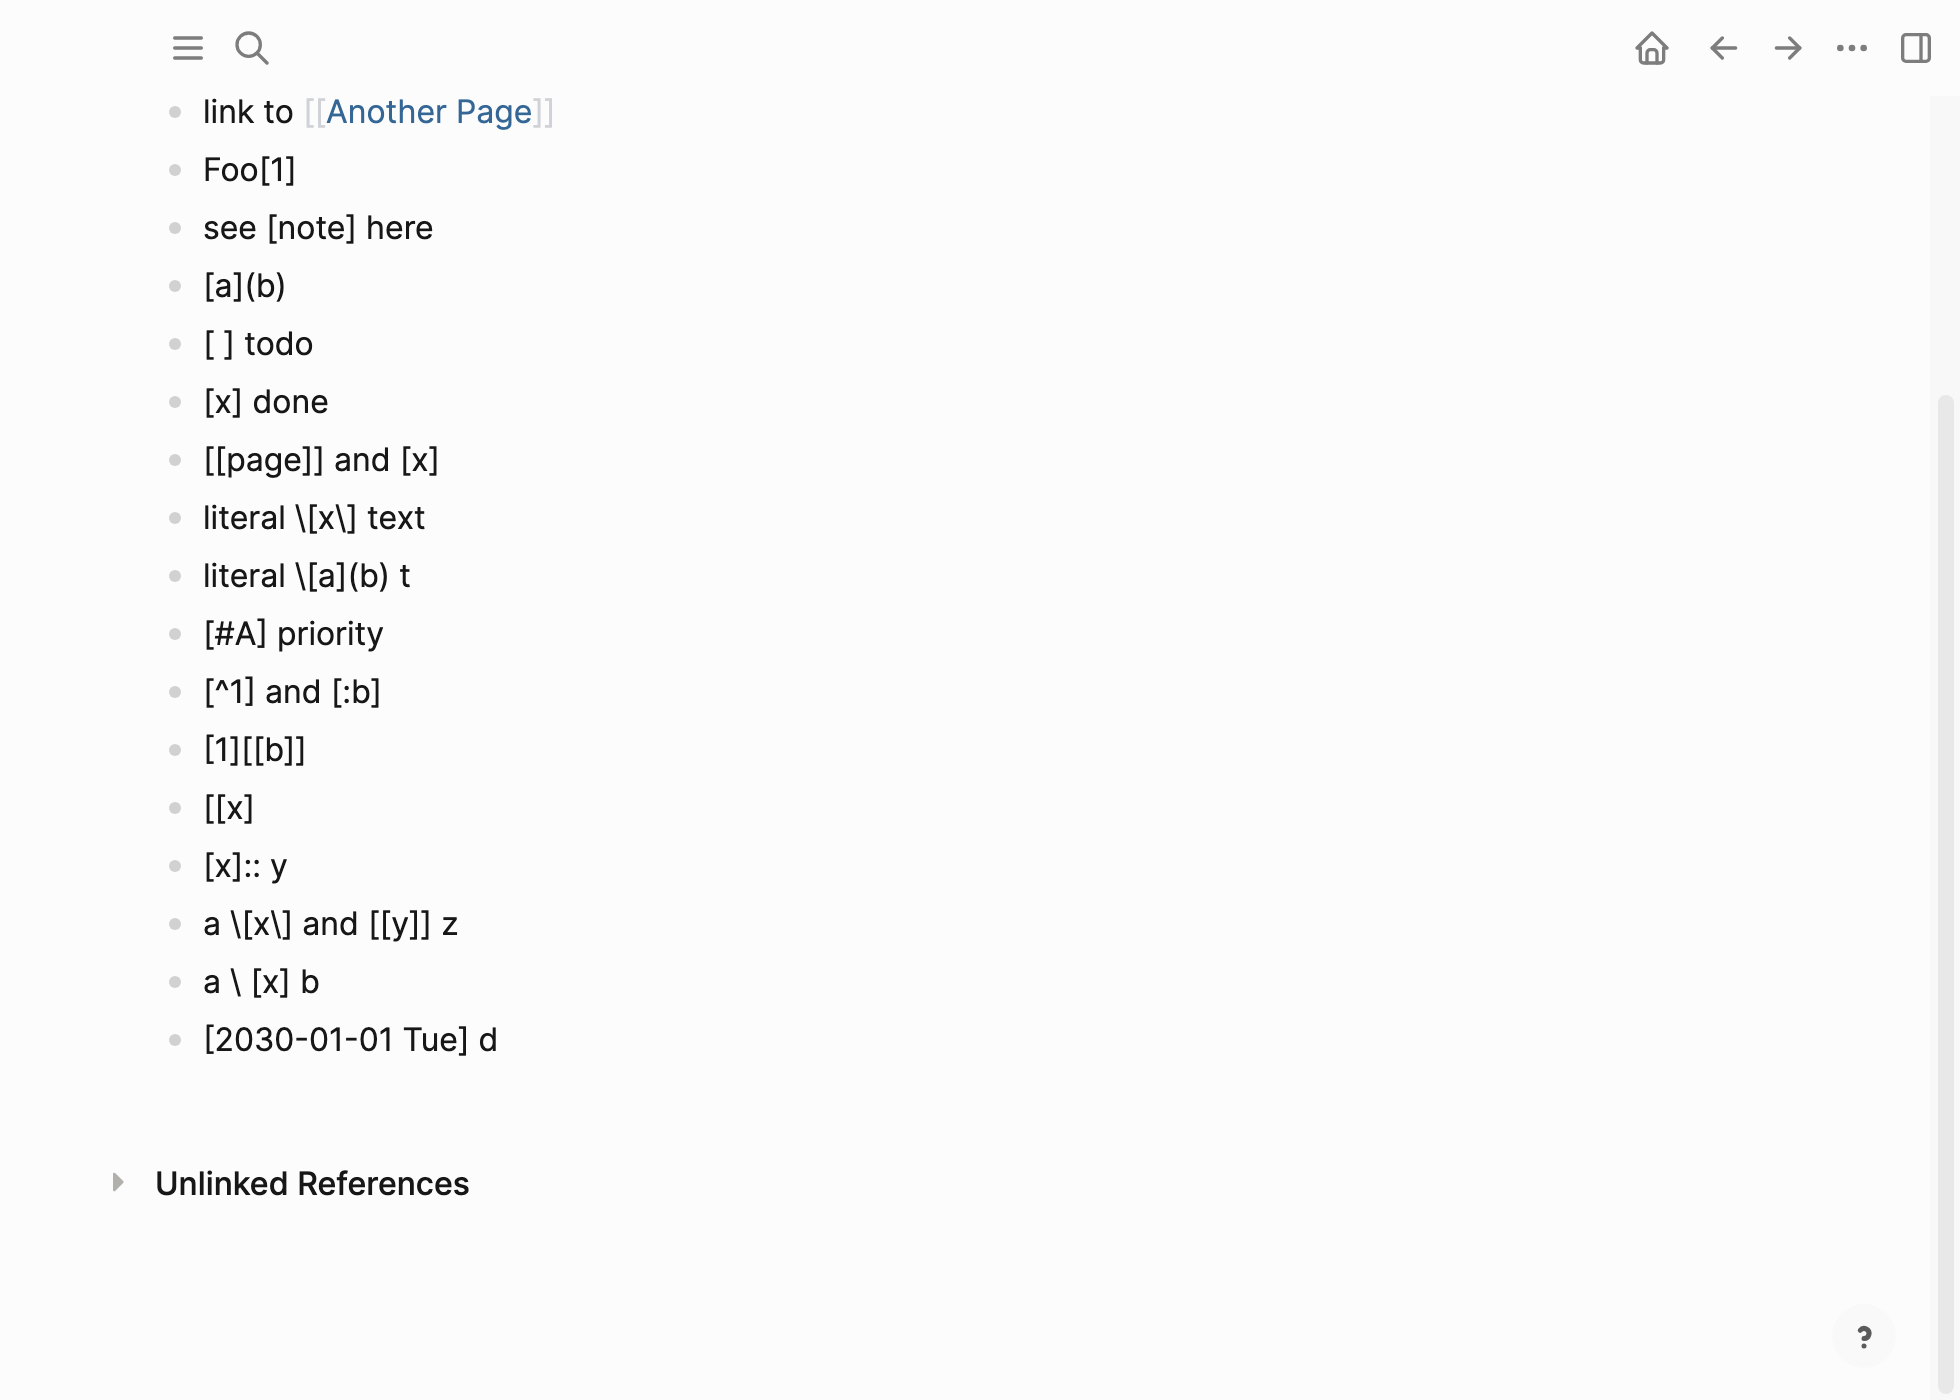 link to [[Another Page]]
Foo[1]
see [note] here
[a](b)
[ ] todo
[x] done
[[page]] and [x]
literal \[x\] text
literal \[a](b) t
[#A] priority
[^1] and [:b]
[1][[b]]
[[x]
[x]:: y
a \[x\] and [[y]] z
a \ [x] b
[2030-01-01 Tue] d
Unlinked References
?